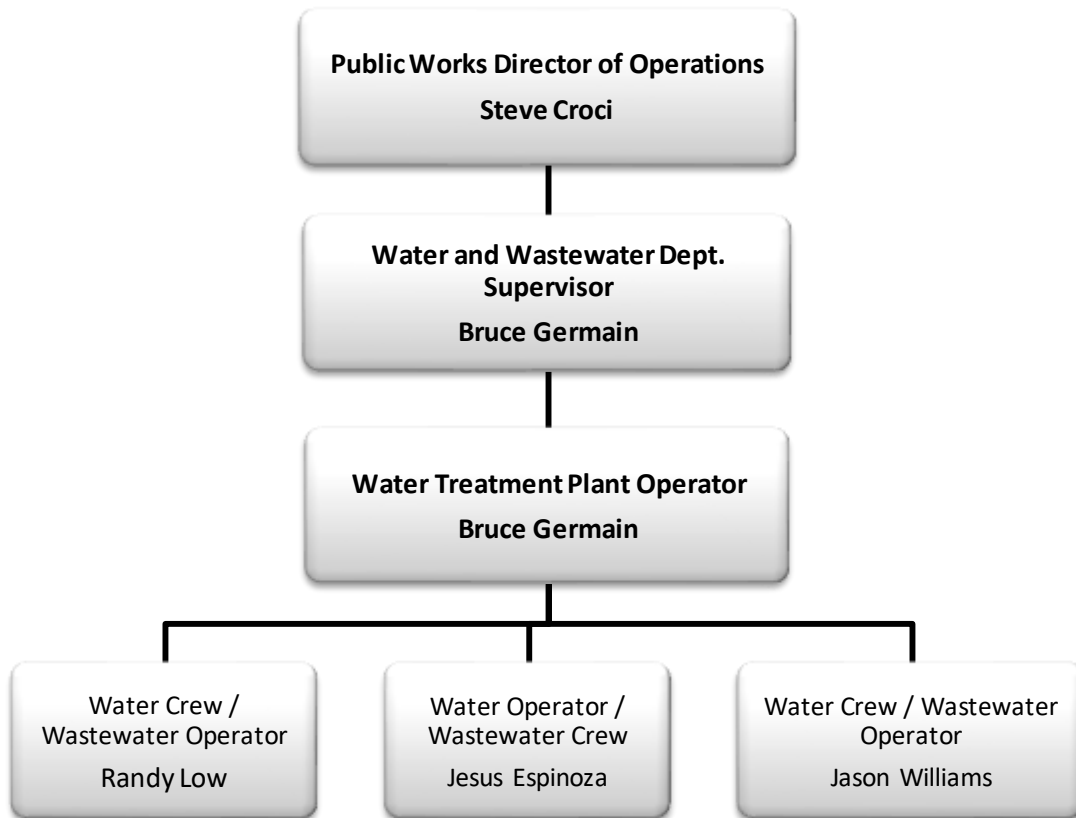 Public Works Director of Operations
Steve Croci
Water and Wastewater Dept.
Supervisor
Bruce Germain
Water Treatment Plant Operator
Bruce Germain
Water Crew /
Wastewater Operator
Randy Low
Water Operator /
Wastewater Crew
Jesus Espinoza
Water Crew / Wastewater
Operator
Jason Williams